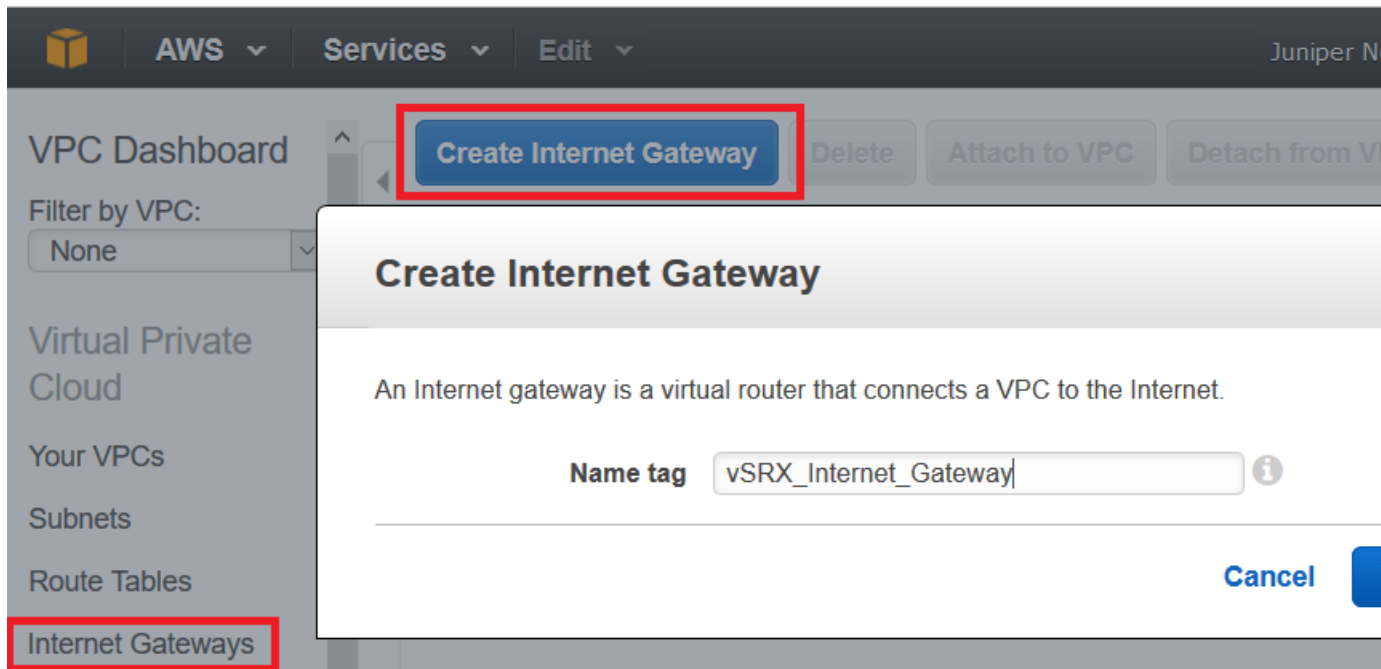 AWS Services Edit Juniper N
VPC Dashboard
Create Internet Gateway Delete Attach to VPC Detach from V
Filter by VPC:
None
Create Internet Gateway
Virtual Private
Cloud
An Internet gateway is a virtual router that connects a VPC to the Internet.
Your VPCs
Name tag vSRX_Internet_Gateway
Subnets
Route Tables
Cancel
Internet Gateways